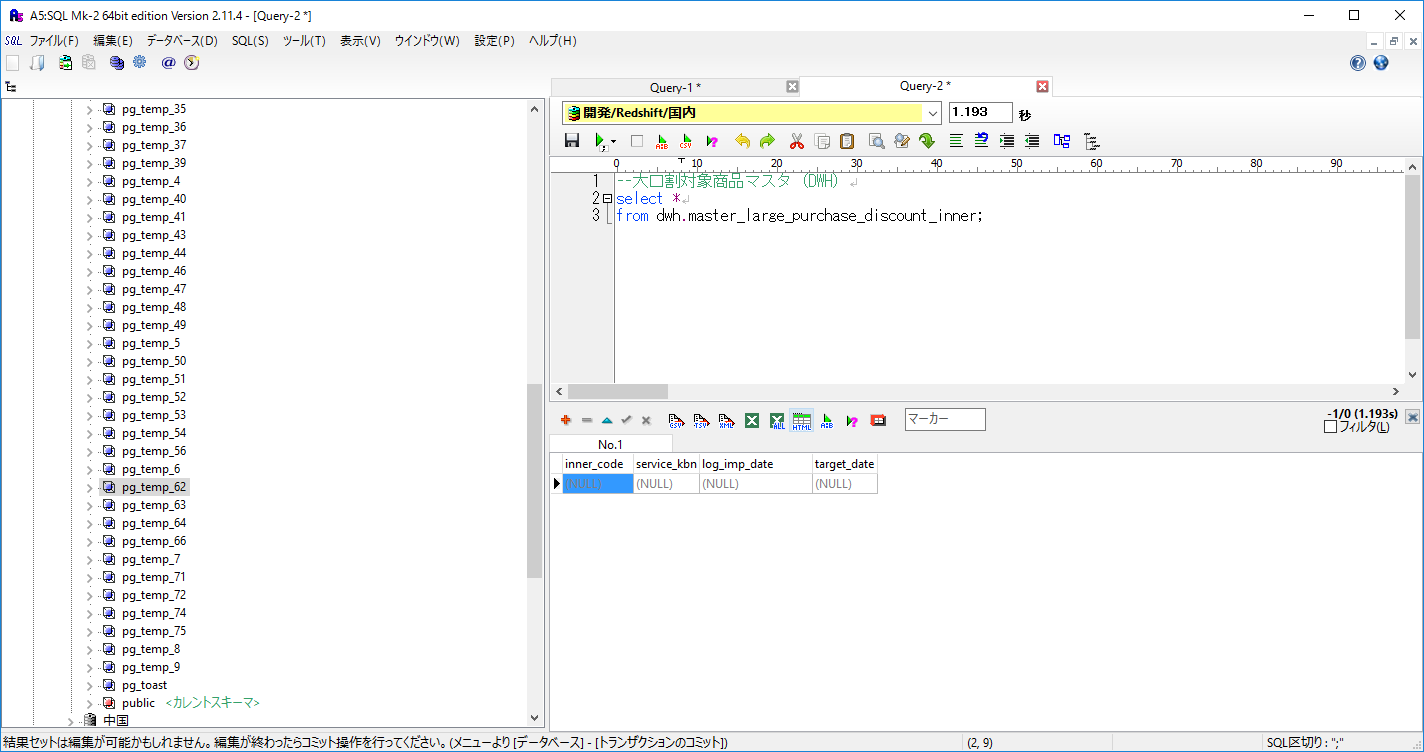 A5:SQL Mk-2 64bit edition Version 2.11.4 - [Query-2 *]
SQL ファイル(F) 編集(E) データベース(D) SQL(S) ツール(T) 表示(V) ウインドウ(W) 設定(P) ヘルプ(H)
pg_temp_35
pg_temp_36
pg_temp_37
pg_temp_39
pg_temp_4
pg_temp_40
pg_temp_41
pg_temp_43
pg_temp_44
pg_temp_46
pg_temp_47
pg_temp_48
pg_temp_49
pg_temp_5
pg_temp_50
pg_temp_51
pg_temp_52
pg_temp_53
pg_temp_54
pg_temp_56
pg_temp_6
pg_temp_62
pg_temp_63
pg_temp_64
pg_temp_66
pg_temp_7
pg_temp_71
pg_temp_72
pg_temp_74
pg_temp_75
pg_temp_8
pg_temp_9
pg_toast
public <カレントスキーマ>
中国
Query-1 * Query-2 *
開発/Redshift/国内 1.193 秒
0 10 20 30 40 50 60 70 80 90
1 --大口割対象商品マスタ（DWH）
2 select *
3 from dwh.master_large_purchase_discount_inner;
マーカー -1/0 (1.193s)
フィルタ(L)
No.1
inner_code service_kbn log_imp_date target_date
(NULL) (NULL) (NULL) (NULL)
結果セットは編集が可能かもしれません。編集が終わったらコミット操作を行ってください。(メニューより [データベース] - [トランザクションのコミット]) (2, 9) SQL区切り : ";"